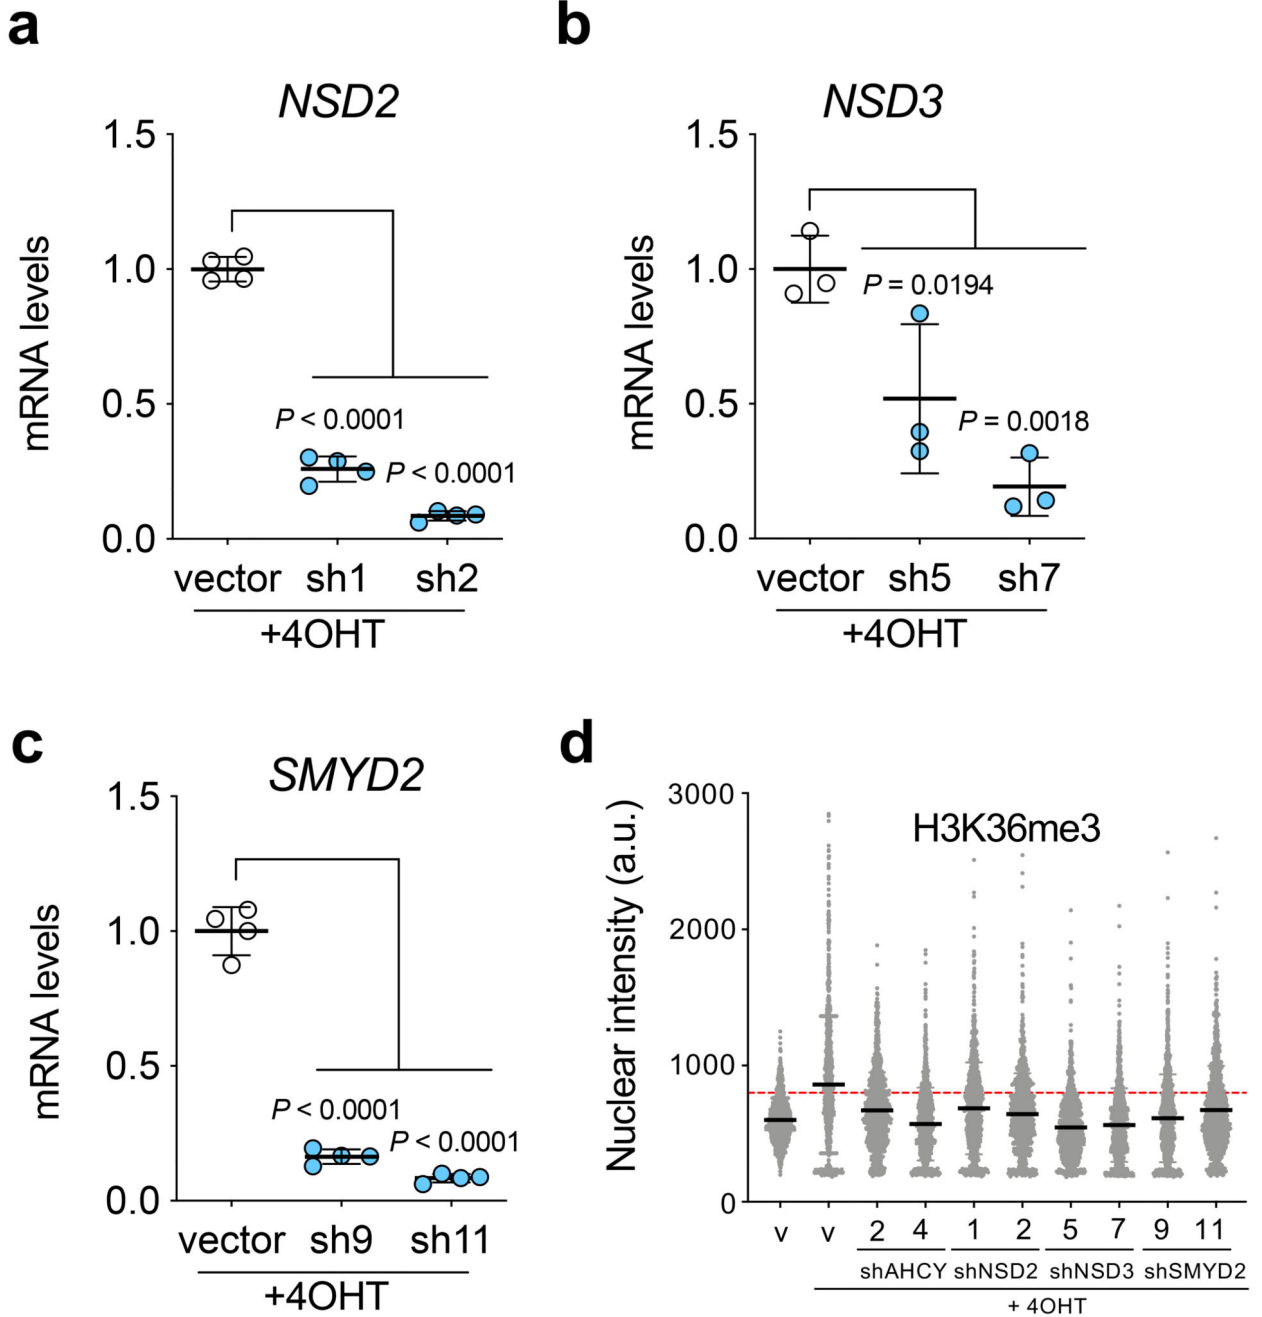 a
NSD2
mRNA levels
1.5
1.0
0.5
0.0
P < 0.0001
P < 0.0001
vector sh1 sh2
+4OHT
b
NSD3
mRNA levels
1.5
1.0
0.5
0.0
P = 0.0194
P = 0.0018
vector sh5 sh7
+4OHT
c
SMYD2
mRNA levels
1.5
1.0
0.5
0.0
P < 0.0001
P < 0.0001
vector sh9 sh11
+4OHT
d
H3K36me3
Nuclear intensity (a.u.)
3000
2000
1000
0
v v 2 4 1 2 5 7 9 11
shAHCY shNSD2 shNSD3 shSMYD2
+ 4OHT